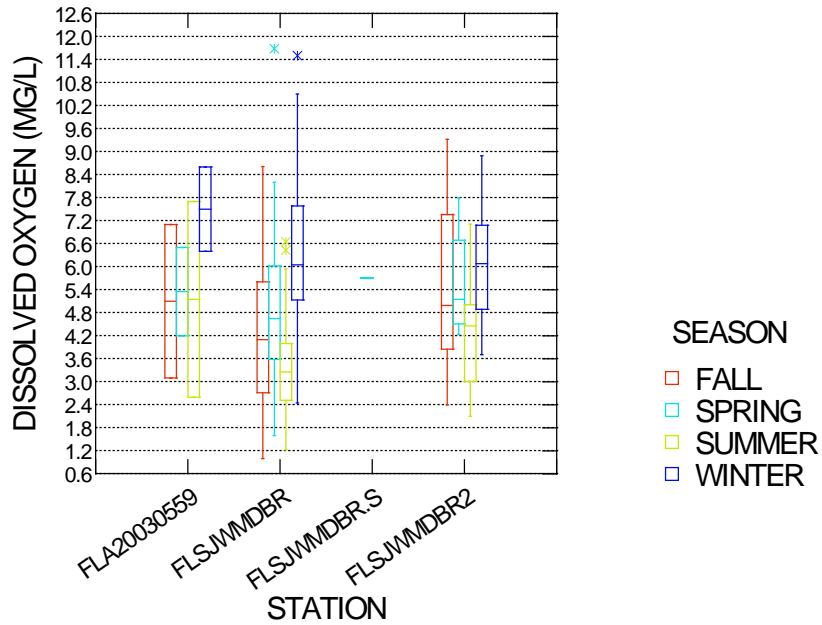 DISSOLVED OXYGEN (MG/L)
12.6
12.0
11.4
10.8
10.2
9.6
9.0
8.4
7.8
7.2
6.6
6.0
5.4
4.8
4.2
3.6
3.0
2.4
1.8
1.2
0.6
FLA20030559
FLSJWMDBR
FLSJWMDBR.S
FLSJWMDBR2
STATION
SEASON
FALL
SPRING
SUMMER
WINTER